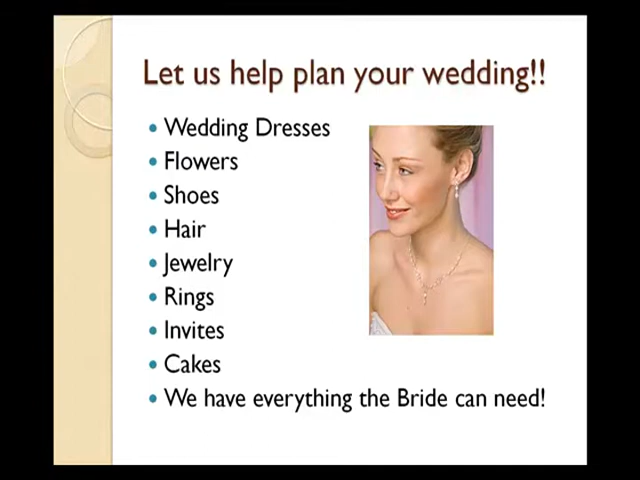 Let us help plan your wedding!!
• Wedding Dresses
• Flowers
• Shoes
• Hair
• Jewelry
• Rings
• Invites
• Cakes
• We have everything the Bride can need!